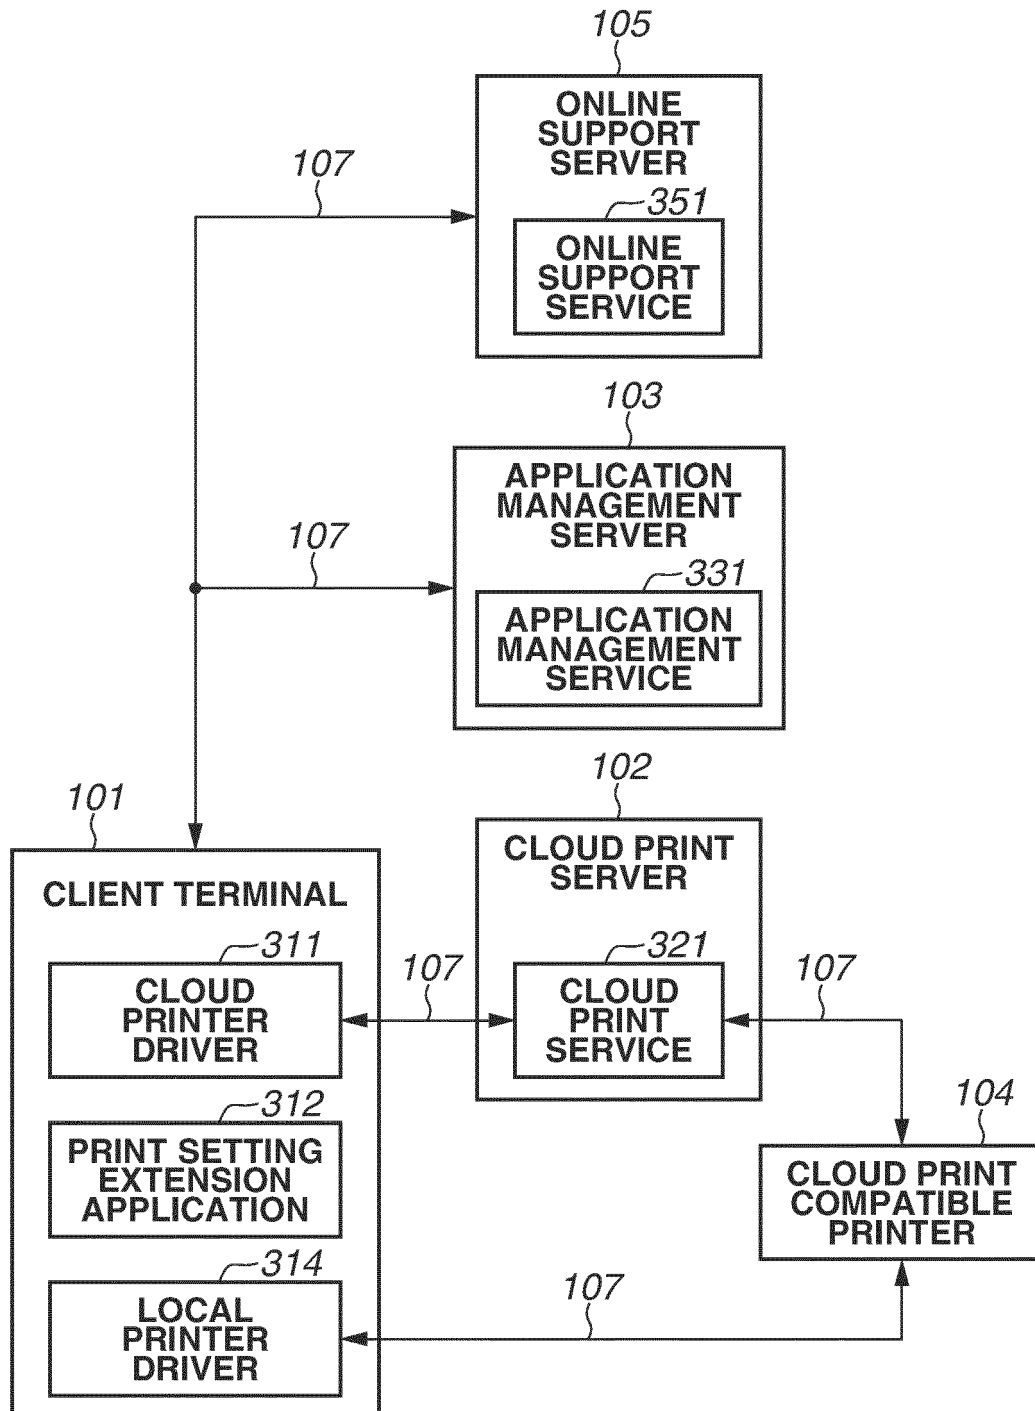 105
ONLINE
SUPPORT
SERVER
107
351
ONLINE
SUPPORT
SERVICE
103
APPLICATION
MANAGEMENT
SERVER
107
331
APPLICATION
MANAGEMENT
SERVICE
102
101
CLOUD PRINT
SERVER
CLIENT TERMINAL
311
321
107
107
CLOUD
PRINTER
DRIVER
CLOUD
PRINT
SERVICE
312
104
PRINT SETTING
EXTENSION
APPLICATION
CLOUD PRINT
COMPATIBLE
PRINTER
314
107
LOCAL
PRINTER
DRIVER